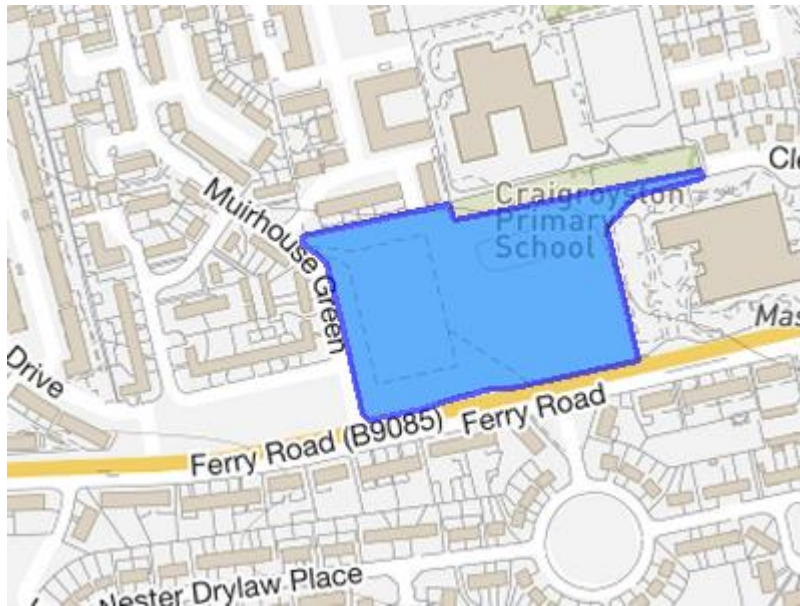 Muirhouse Green
Craigroyston
Primary
School
Cle
Mas
Drive
Ferry Road (B9085)
Ferry Road
Nester Drylaw Place